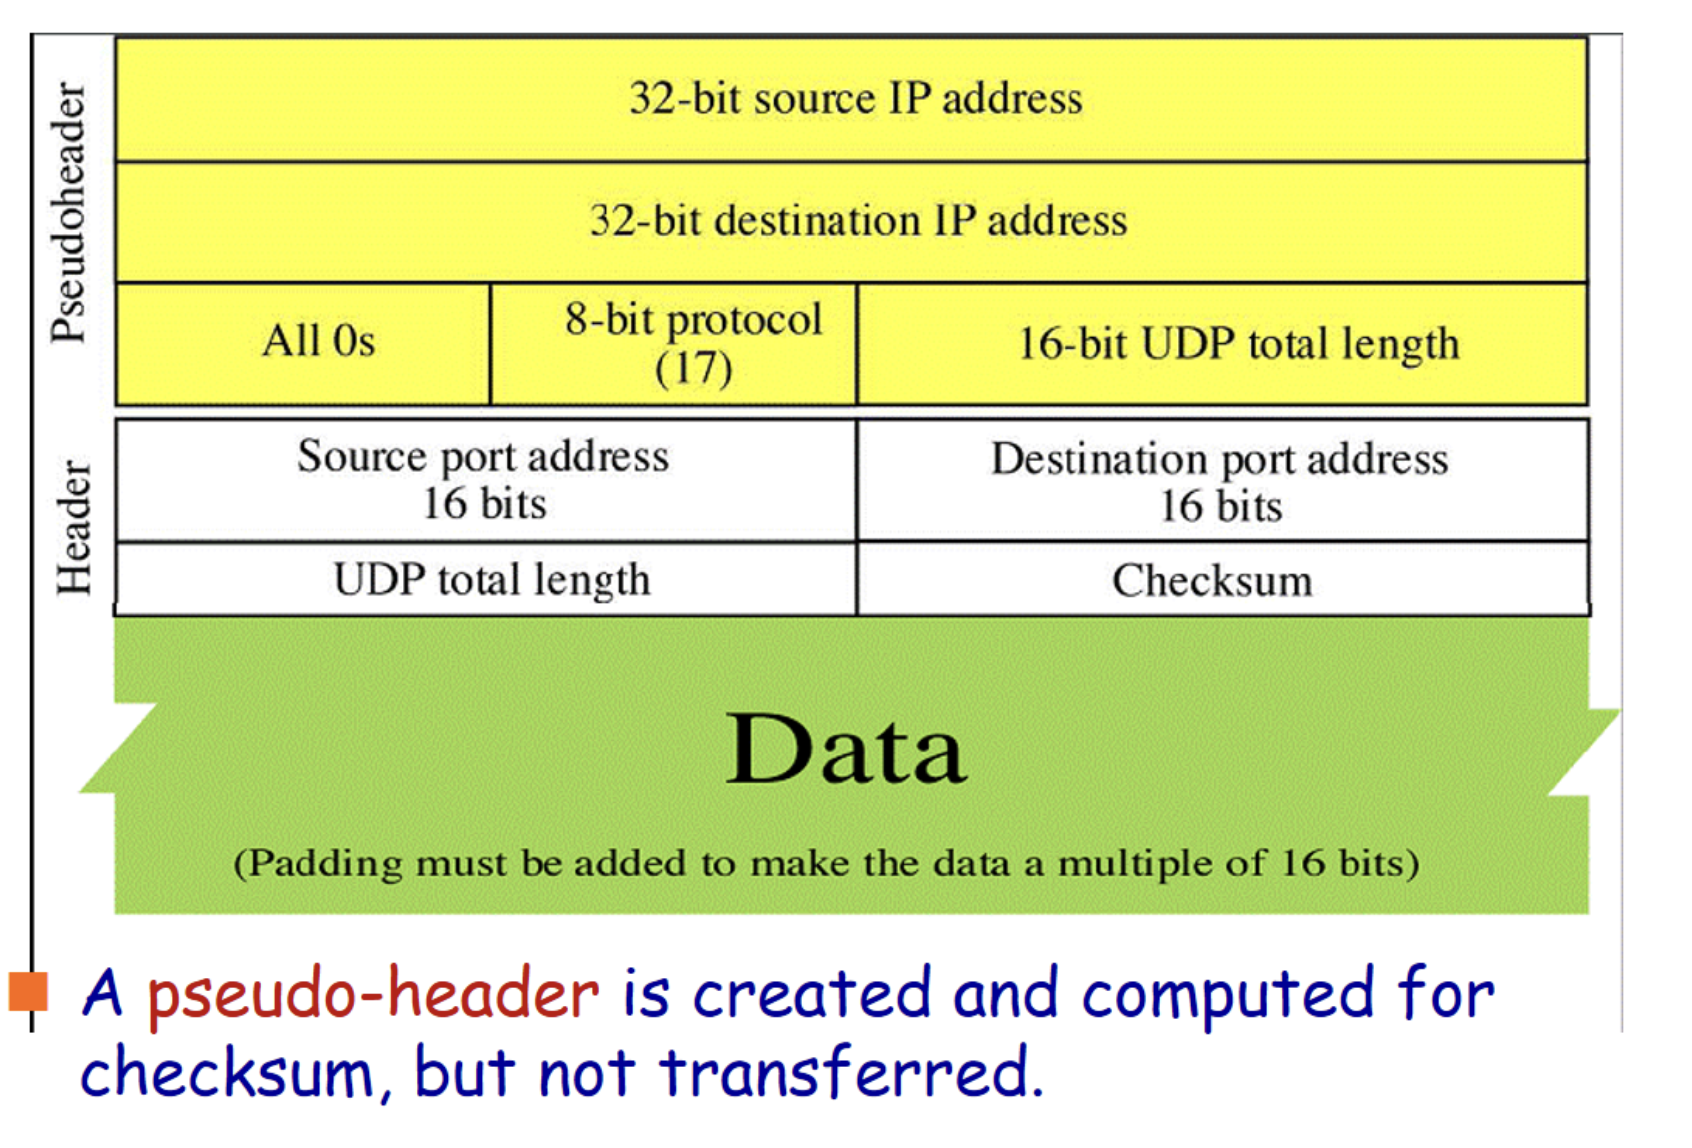 Pseudoheader
32-bit source IP address
32-bit destination IP address
All 0s
8-bit protocol
(17)
16-bit UDP total length
Header
Source port address
16 bits
Destination port address
16 bits
UDP total length
Checksum
Data
(Padding must be added to make the data a multiple of 16 bits)
A pseudo-header is created and computed for
checksum, but not transferred.